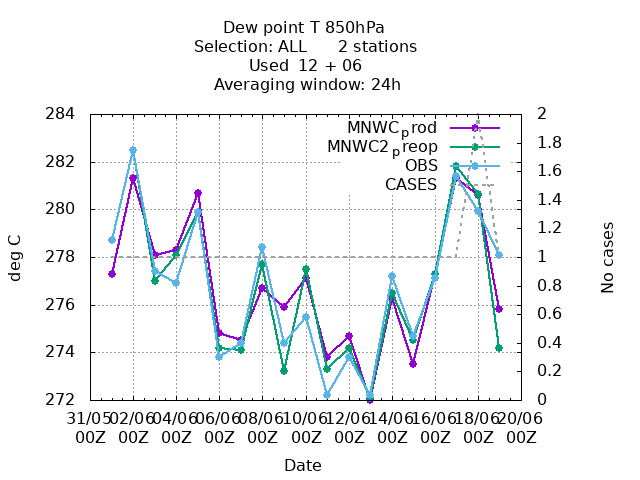 Dew point T 850hPa
Selection: ALL      2 stations
Used  12 + 06
Averaging window: 24h
284 2
MNWCprod
1.8
MNWC2preop
282 1.6
OBS
CASES
1.4
280
1.2
278 1
deg C
No cases
0.8
276
0.6
274 0.4
0.2
272 0
31/05 02/06 04/06 06/06 08/06 10/06 12/06 14/06 16/06 18/06 20/06
00Z 00Z 00Z 00Z 00Z 00Z 00Z 00Z 00Z 00Z 00Z
Date